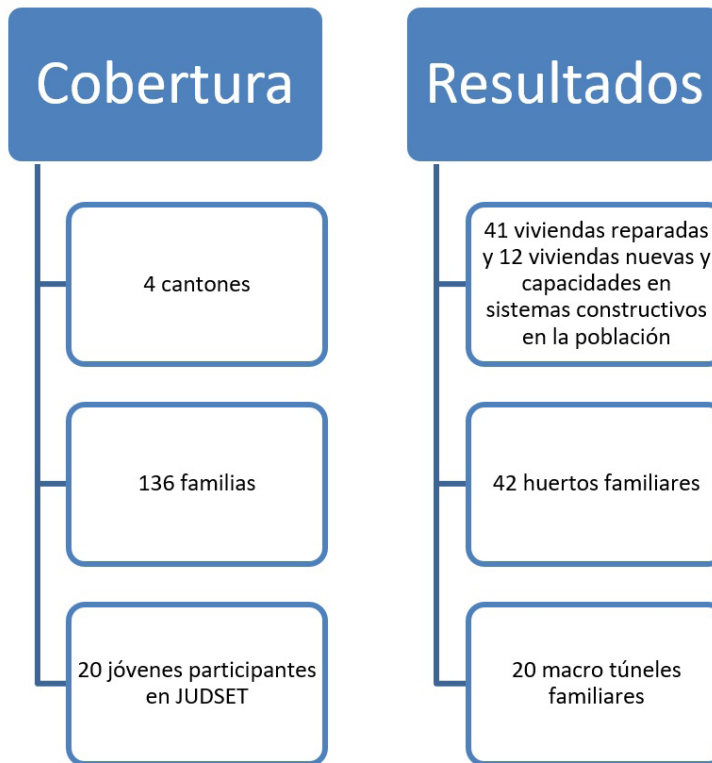 Cobertura
4 cantones
136 familias
20 jóvenes participantes
en JUDSET
Resultados
41 viviendas reparadas
y 12 viviendas nuevas y
capacidades en
sistemas constructivos
en la población
42 huertos familiares
20 macro túneles
familiares